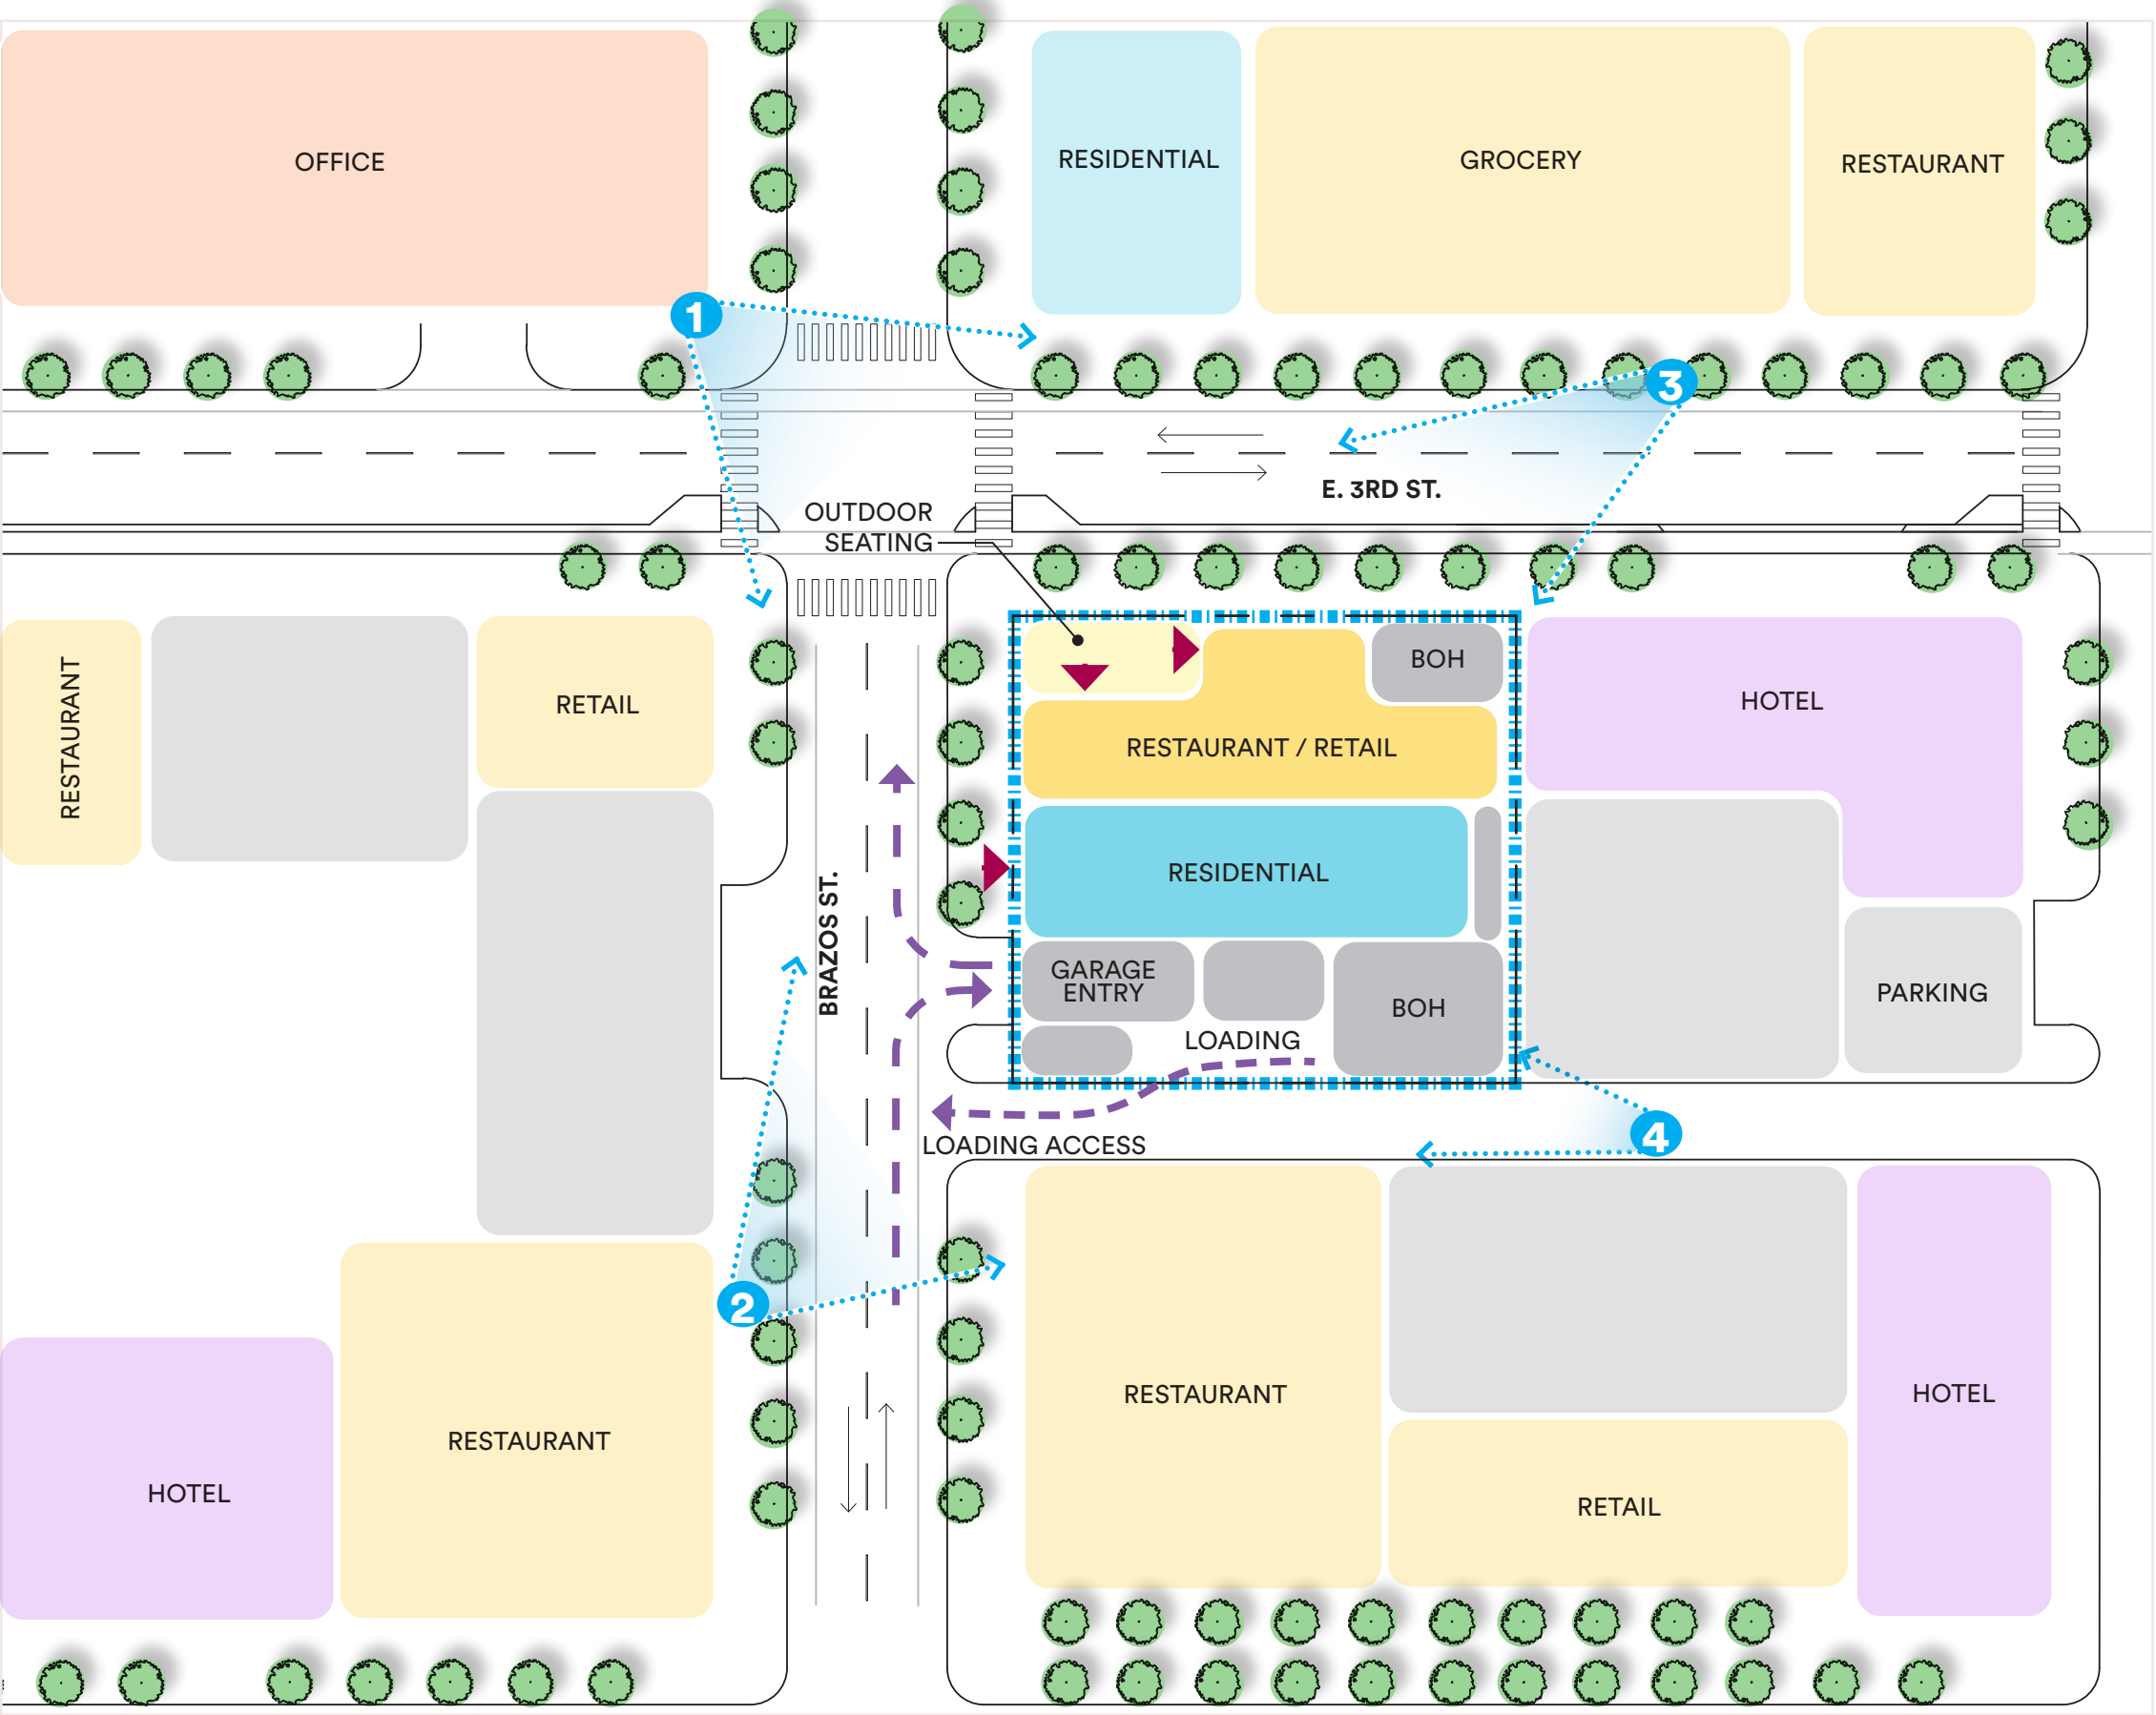 OFFICE
RESIDENTIAL
GROCERY
RESTAURANT
1
3
E. 3RD ST.
OUTDOOR
SEATING
RESTAURANT
RETAIL
BOH
HOTEL
RESTAURANT / RETAIL
RESIDENTIAL
BRAZOS ST.
GARAGE
ENTRY
BOH
PARKING
LOADING
LOADING ACCESS
4
2
RESTAURANT
HOTEL
RESTAURANT
HOTEL
RETAIL